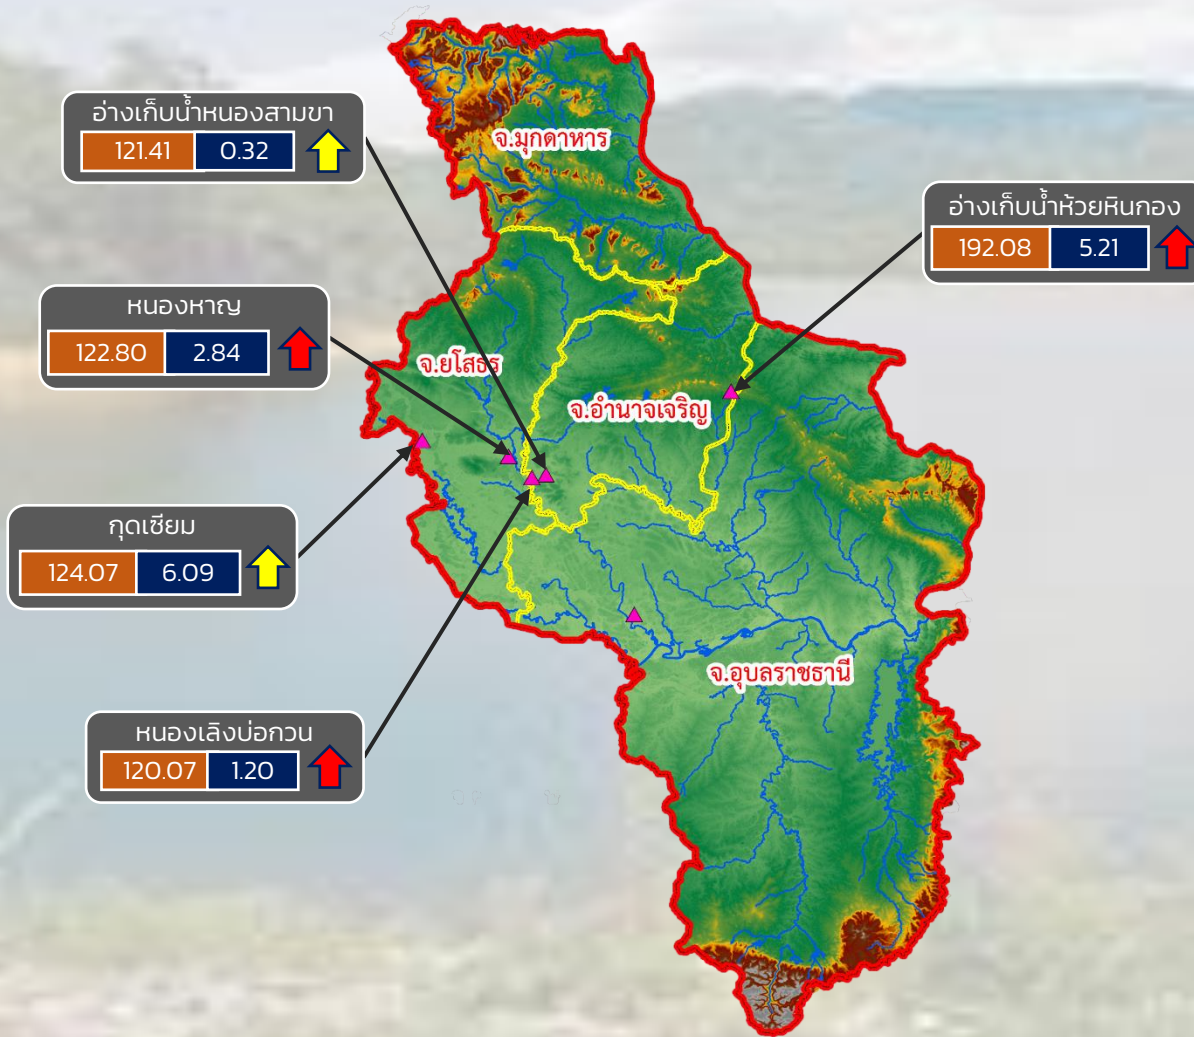 อ่างเก็บน้ำหนองสามขา
121.41 0.32
จ.มุกดาหาร
อ่างเก็บน้ำห้วยหินกอง
192.08 5.21
หนองหาญ
122.80 2.84
จ.ยโสธร
จ.อำนาจเจริญ
กุดเซียม
124.07 6.09
จ.อุบลราชธานี
หนองเลิงบ่อกวน
120.07 1.20